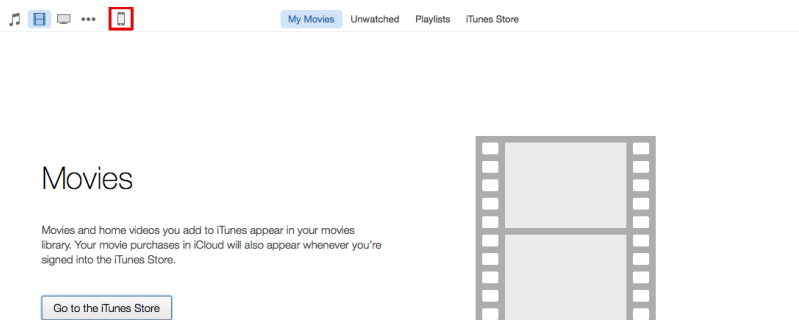 My Movies Unwatched Playlists iTunes Store
Movies
Movies and home videos you add to iTunes appear in your movies
library. Your movie purchases in iCloud will also appear whenever you're
signed into the iTunes Store.
Go to the iTunes Store